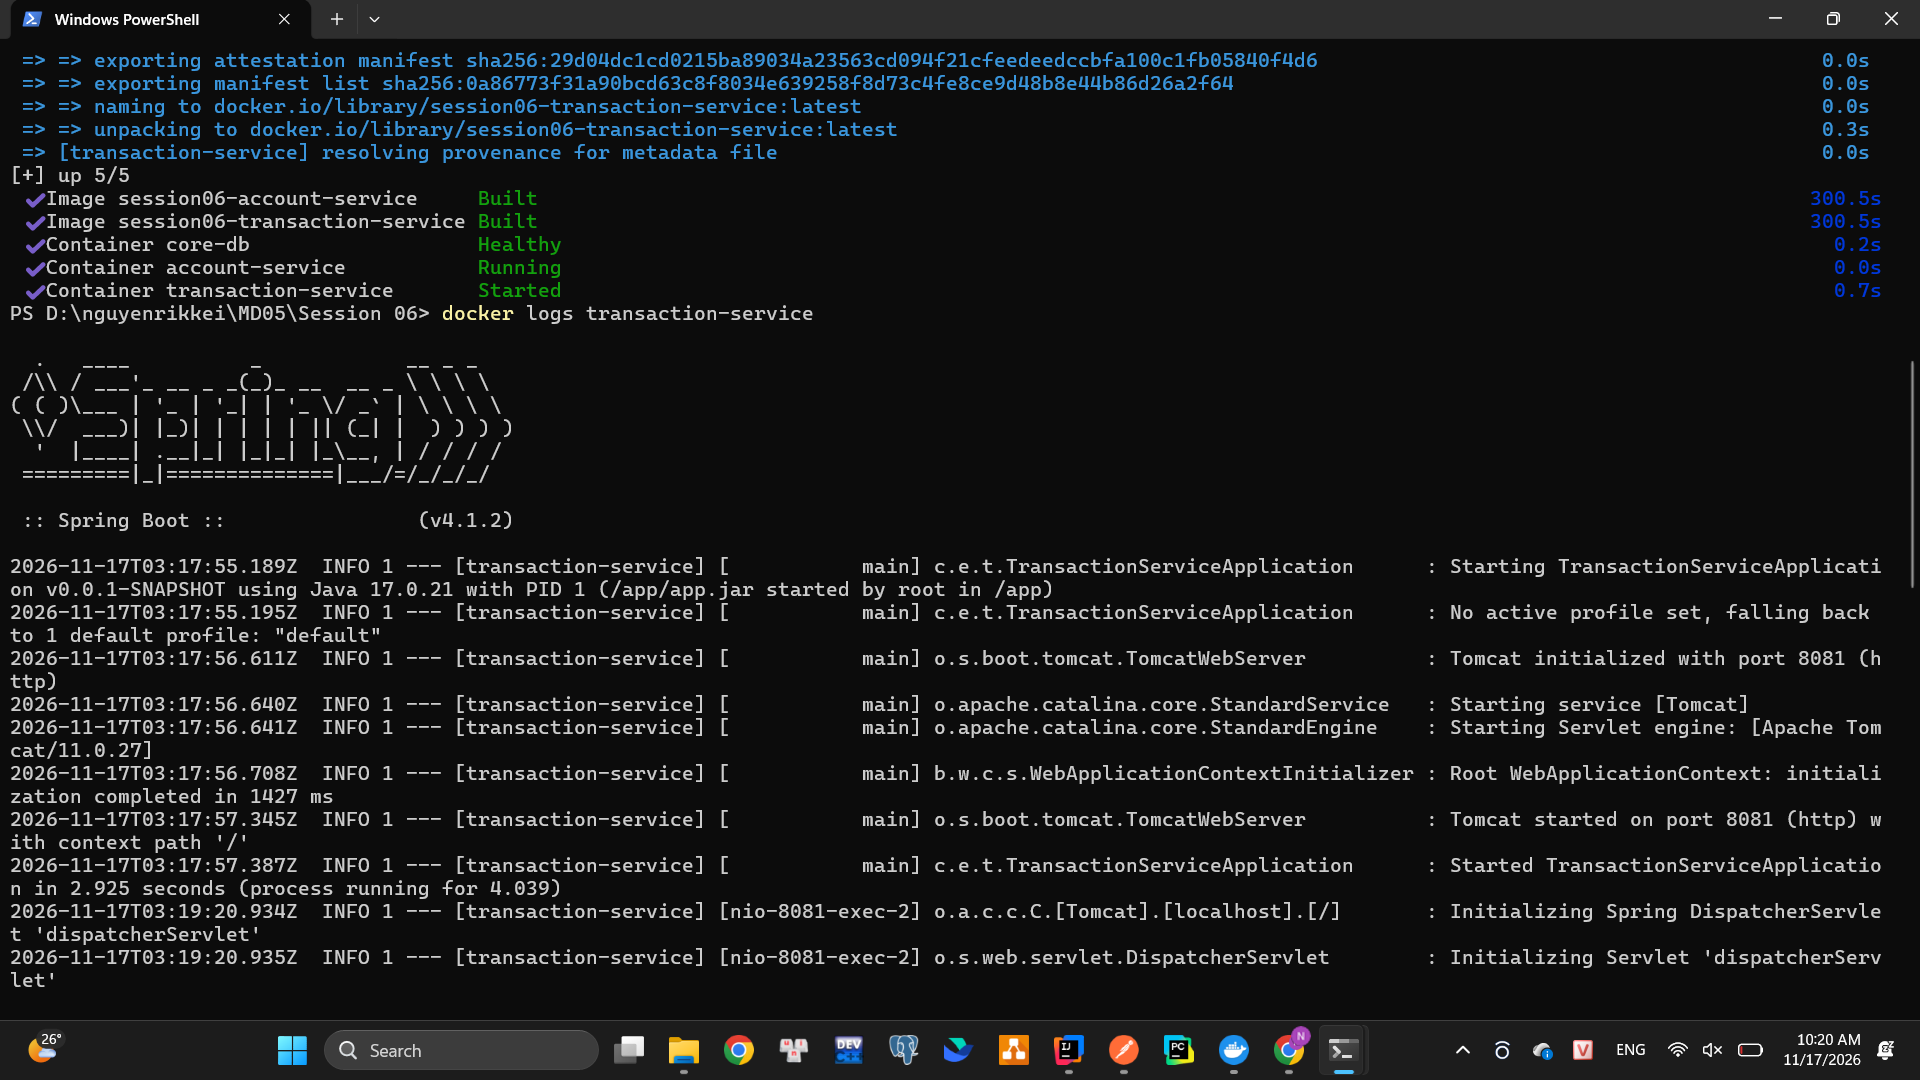 Windows PowerShell
=> => exporting attestation manifest sha256:29d04dc1cd0215ba89034a23563cd094f21cfeedeedccbfa100c1fb05840f4d6 0.0s
=> => exporting manifest list sha256:0a86773f31a90bcd63c8f8034e639258f8d73c4fe8ce9d48b8e44b86d26a2f64 0.0s
=> => naming to docker.io/library/session06-transaction-service:latest 0.0s
=> => unpacking to docker.io/library/session06-transaction-service:latest 0.3s
=> [transaction-service] resolving provenance for metadata file 0.0s
[+] up 5/5
✔Image session06-account-service Built 300.5s
✔Image session06-transaction-service Built 300.5s
✔Container core-db Healthy 0.2s
✔Container account-service Running 0.0s
✔Container transaction-service Started 0.7s
PS D:\nguyenrikkei\MD05\Session 06> docker logs transaction-service
  .   ____          _            __ _ _
 /\\ / ___'_ __ _ _(_)_ __  __ _ \ \ \ \
( ( )\___ | '_ | '_| | '_ \/ _` | \ \ \ \
 \\/  ___)| |_)| | | | | || (_| |  ) ) ) )
  '  |____| .__|_| |_|_| |_\__, | / / / /
 =========|_|==============|___/=/_/_/_/
:: Spring Boot :: (v4.1.2)
2026-11-17T03:17:55.189Z INFO 1 --- [transaction-service] [ main] c.e.t.TransactionServiceApplication : Starting TransactionServiceApplicati
on v0.0.1-SNAPSHOT using Java 17.0.21 with PID 1 (/app/app.jar started by root in /app)
2026-11-17T03:17:55.195Z INFO 1 --- [transaction-service] [ main] c.e.t.TransactionServiceApplication : No active profile set, falling back
to 1 default profile: "default"
2026-11-17T03:17:56.611Z INFO 1 --- [transaction-service] [ main] o.s.boot.tomcat.TomcatWebServer : Tomcat initialized with port 8081 (h
ttp)
2026-11-17T03:17:56.640Z INFO 1 --- [transaction-service] [ main] o.apache.catalina.core.StandardService : Starting service [Tomcat]
2026-11-17T03:17:56.641Z INFO 1 --- [transaction-service] [ main] o.apache.catalina.core.StandardEngine : Starting Servlet engine: [Apache Tom
cat/11.0.27]
2026-11-17T03:17:56.708Z INFO 1 --- [transaction-service] [ main] b.w.c.s.WebApplicationContextInitializer : Root WebApplicationContext: initiali
zation completed in 1427 ms
2026-11-17T03:17:57.345Z INFO 1 --- [transaction-service] [ main] o.s.boot.tomcat.TomcatWebServer : Tomcat started on port 8081 (http) w
ith context path '/'
2026-11-17T03:17:57.387Z INFO 1 --- [transaction-service] [ main] c.e.t.TransactionServiceApplication : Started TransactionServiceApplicatio
n in 2.925 seconds (process running for 4.039)
2026-11-17T03:19:20.934Z INFO 1 --- [transaction-service] [nio-8081-exec-2] o.a.c.c.C.[Tomcat].[localhost].[/] : Initializing Spring DispatcherServle
t 'dispatcherServlet'
2026-11-17T03:19:20.935Z INFO 1 --- [transaction-service] [nio-8081-exec-2] o.s.web.servlet.DispatcherServlet : Initializing Servlet 'dispatcherServ
let'
26°
Search
DEV
IJ
PC
N
V
ENG
10:20 AM
11/17/2026